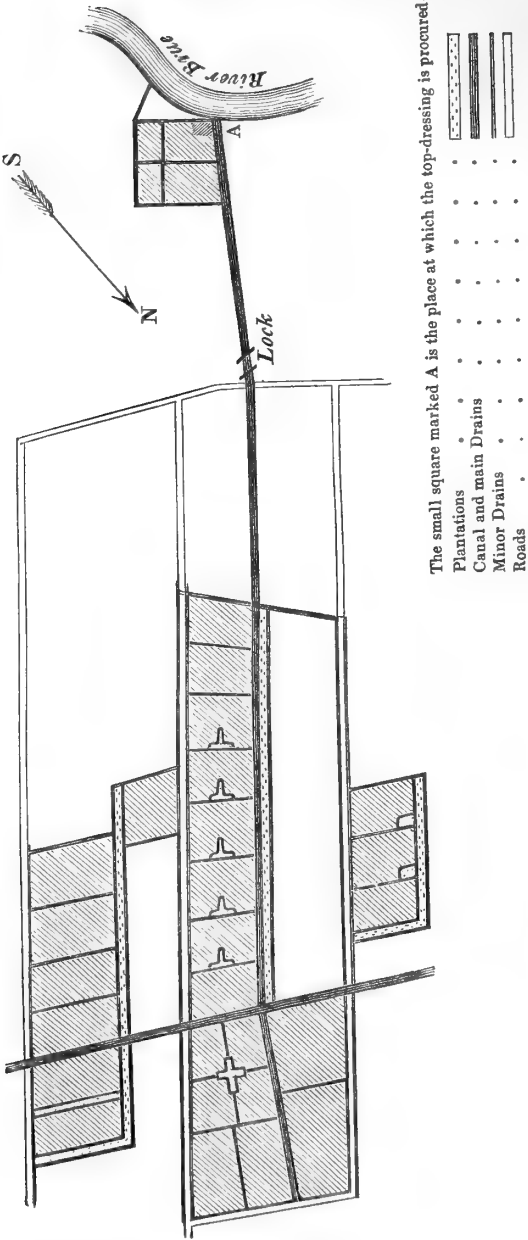 S
N
River Brue
A
Lock
The small square marked A is the place at which the top-dressing is procured
Plantations . . . . . . .
Canal and main Drains . . . . .
Minor Drains . . . . . . .
Roads . . . . . . .